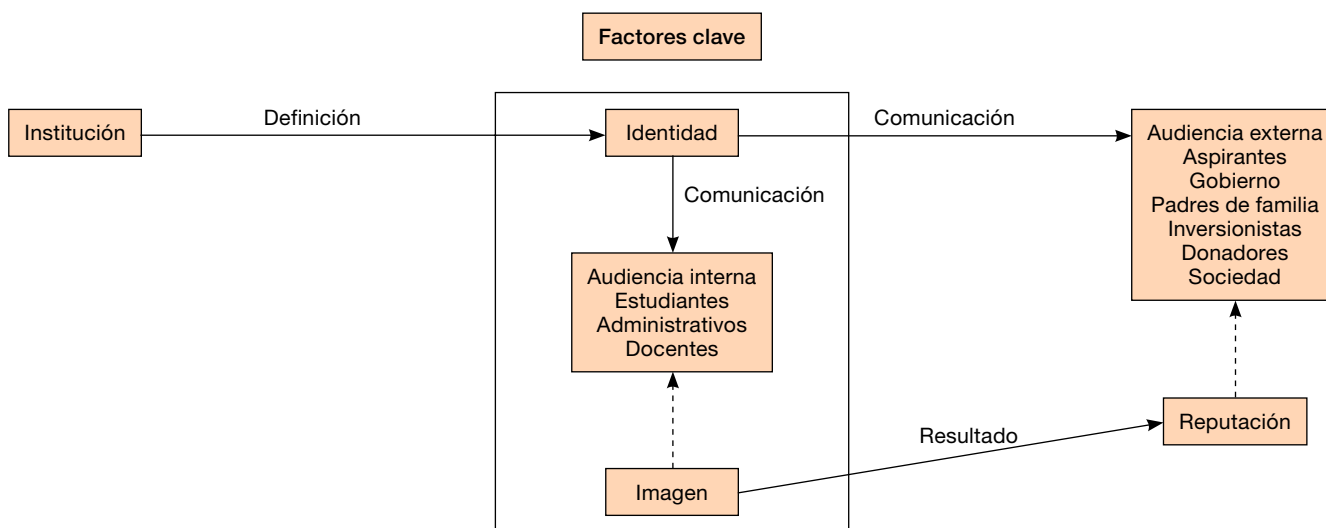 Factores clave
Institución
Definición
Identidad
Comunicación
Audiencia externa
Aspirantes
Gobierno
Padres de familia
Inversionistas
Donadores
Sociedad
Comunicación
Audiencia interna
Estudiantes
Administrativos
Docentes
Imagen
Resultado
Reputación